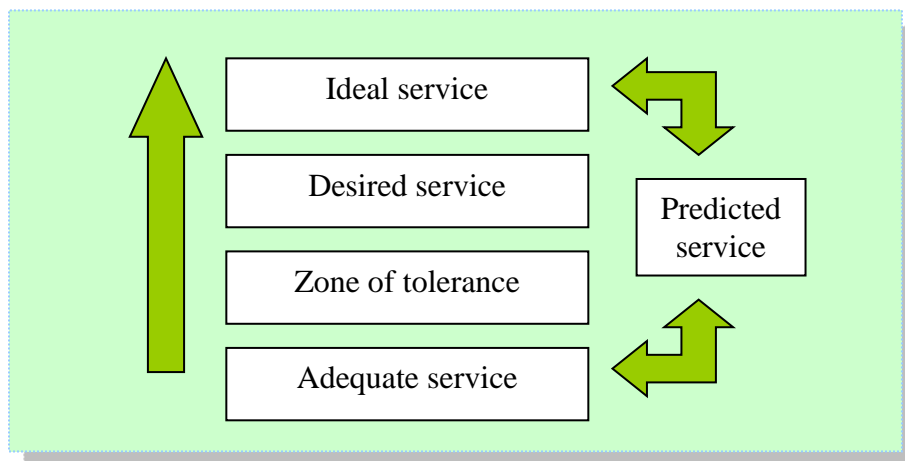 Ideal service
Desired service
Predicted
service
Zone of tolerance
Adequate service